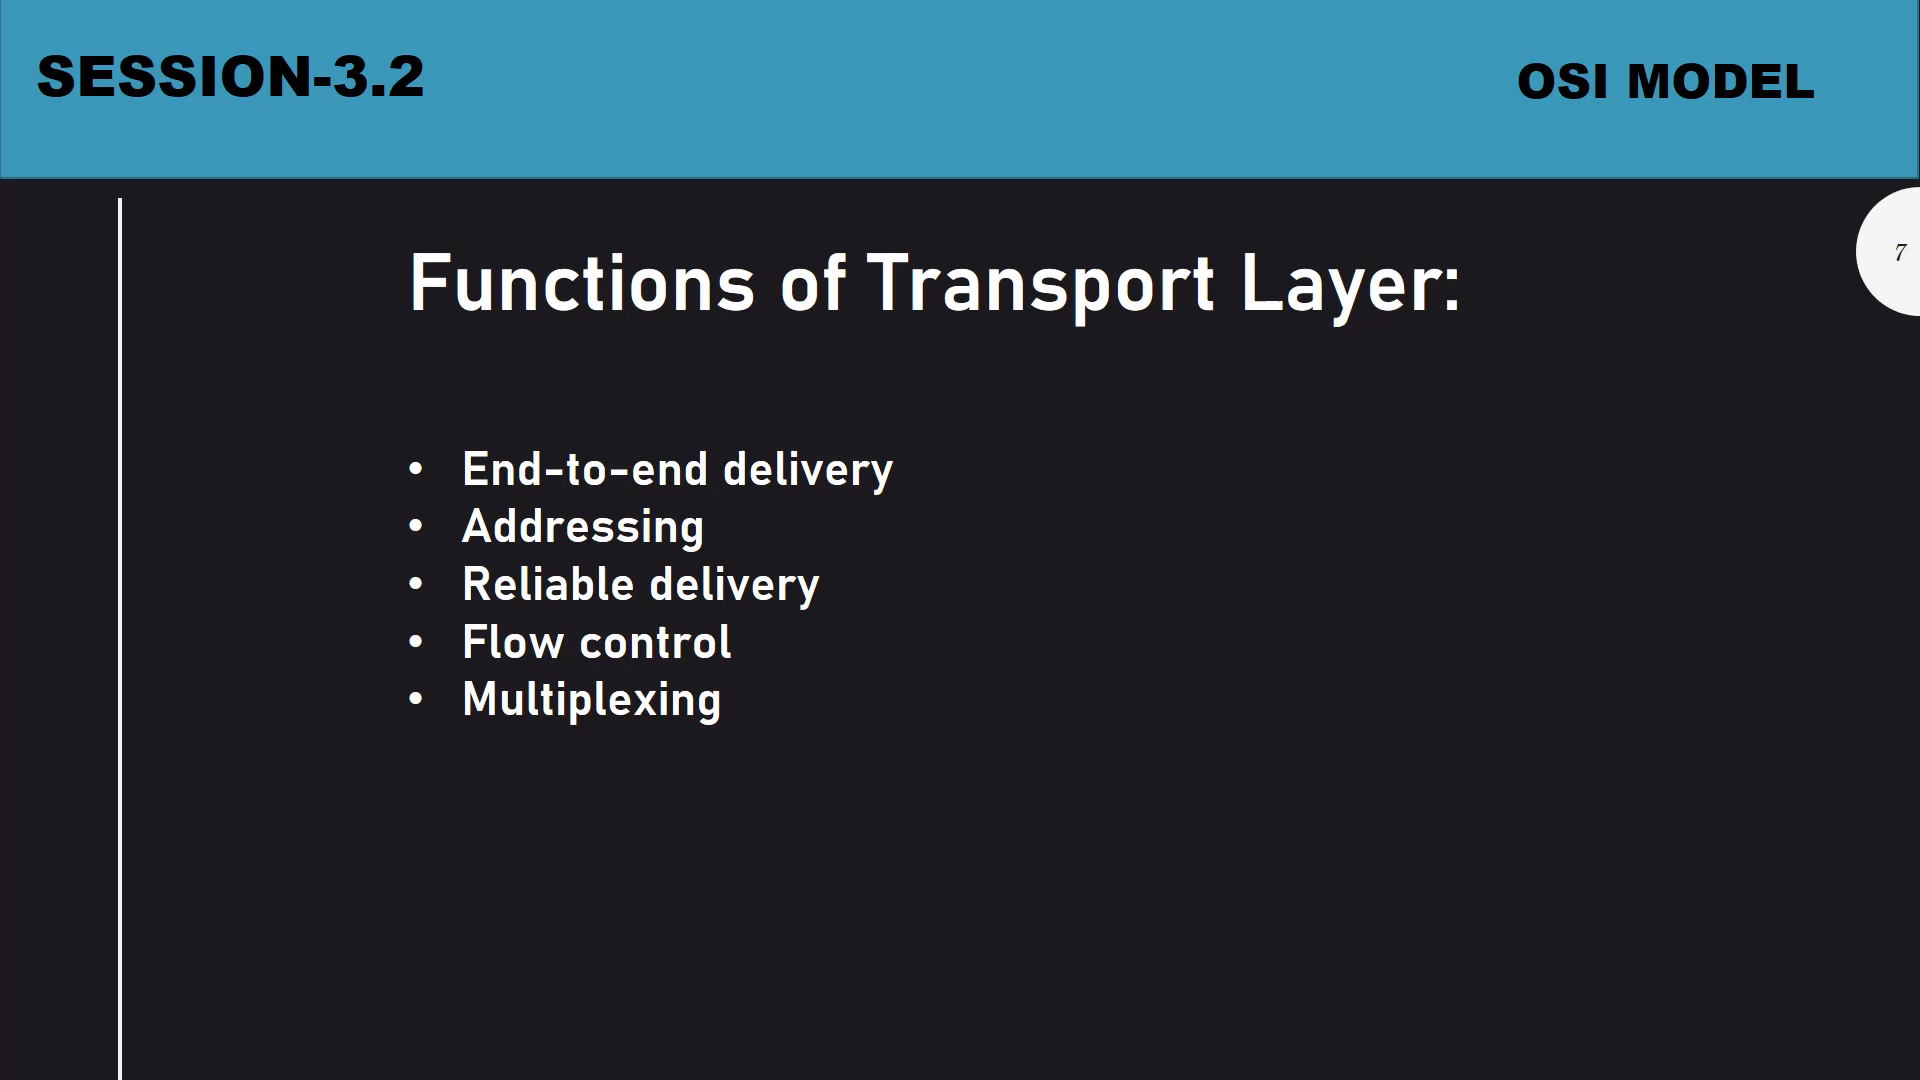 SESSION-3.2
OSI MODEL
7
Functions of Transport Layer:
• End-to-end delivery
• Addressing
• Reliable delivery
• Flow control
• Multiplexing